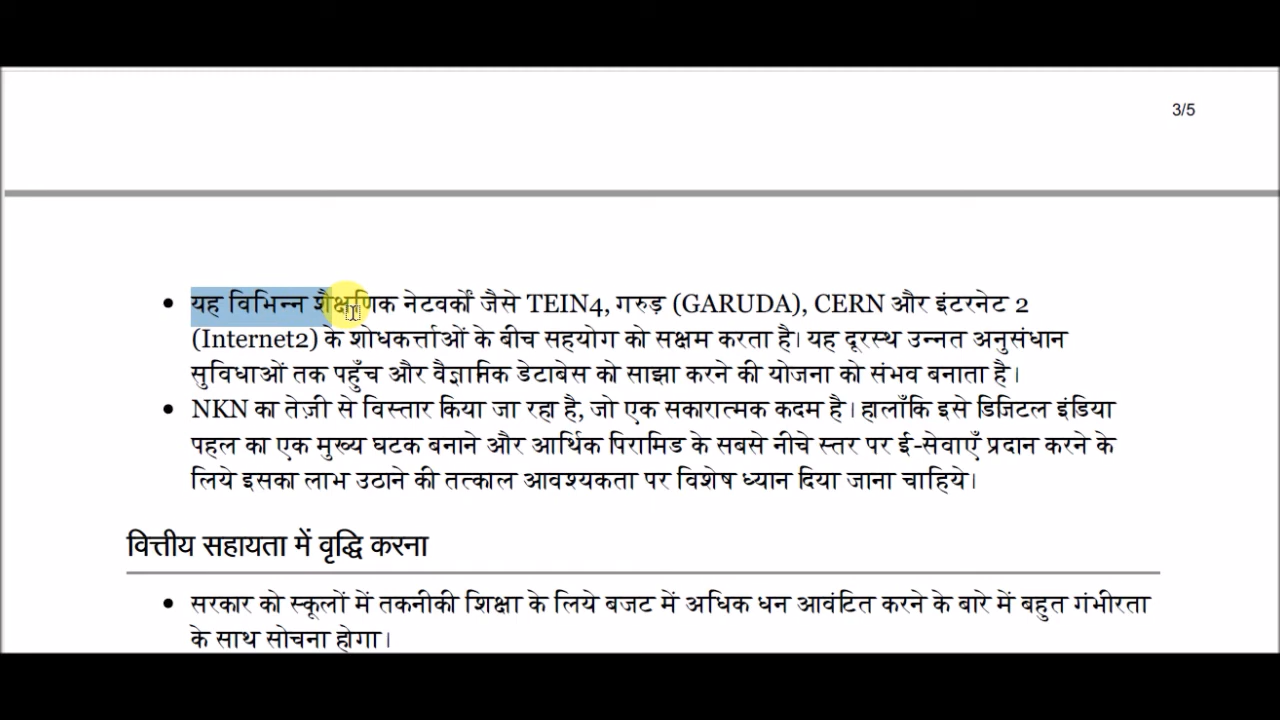 3/5
• यह विभिन्न शैक्षणिक नेटवर्कों जैसे TEIN4, गरुड़ (GARUDA), CERN और इंटरनेट 2
(Internet2) के शोधकर्त्ताओं के बीच सहयोग को सक्षम करता है। यह दूरस्थ उन्नत अनुसंधान
सुविधाओं तक पहुँच और वैज्ञानिक डेटाबेस को साझा करने की योजना को संभव बनाता है।
• NKN का तेज़ी से विस्तार किया जा रहा है, जो एक सकारात्मक कदम है। हालाँकि इसे डिजिटल इंडिया
पहल का एक मुख्य घटक बनाने और आर्थिक पिरामिड के सबसे नीचे स्तर पर ई-सेवाएँ प्रदान करने के
लिये इसका लाभ उठाने की तत्काल आवश्यकता पर विशेष ध्यान दिया जाना चाहिये।
वित्तीय सहायता में वृद्धि करना
• सरकार को स्कूलों में तकनीकी शिक्षा के लिये बजट में अधिक धन आवंटित करने के बारे में बहुत गंभीरता
के साथ सोचना होगा।